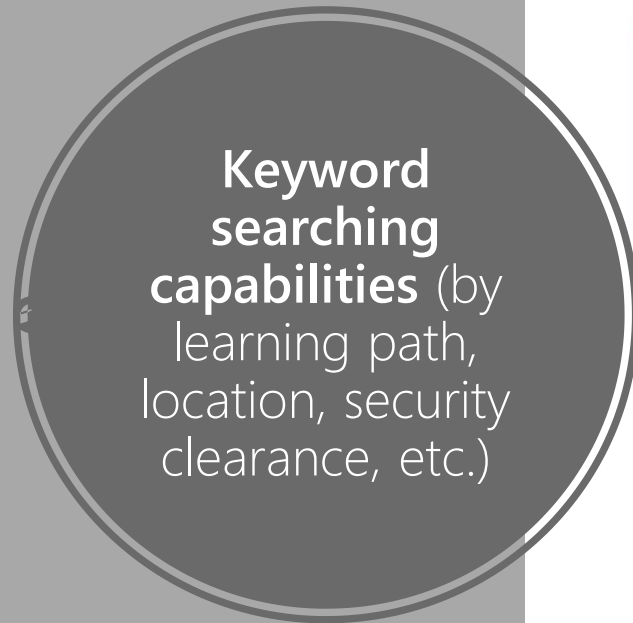 Keyword
searching
capabilities (by
learning path,
location, security
clearance, etc.)